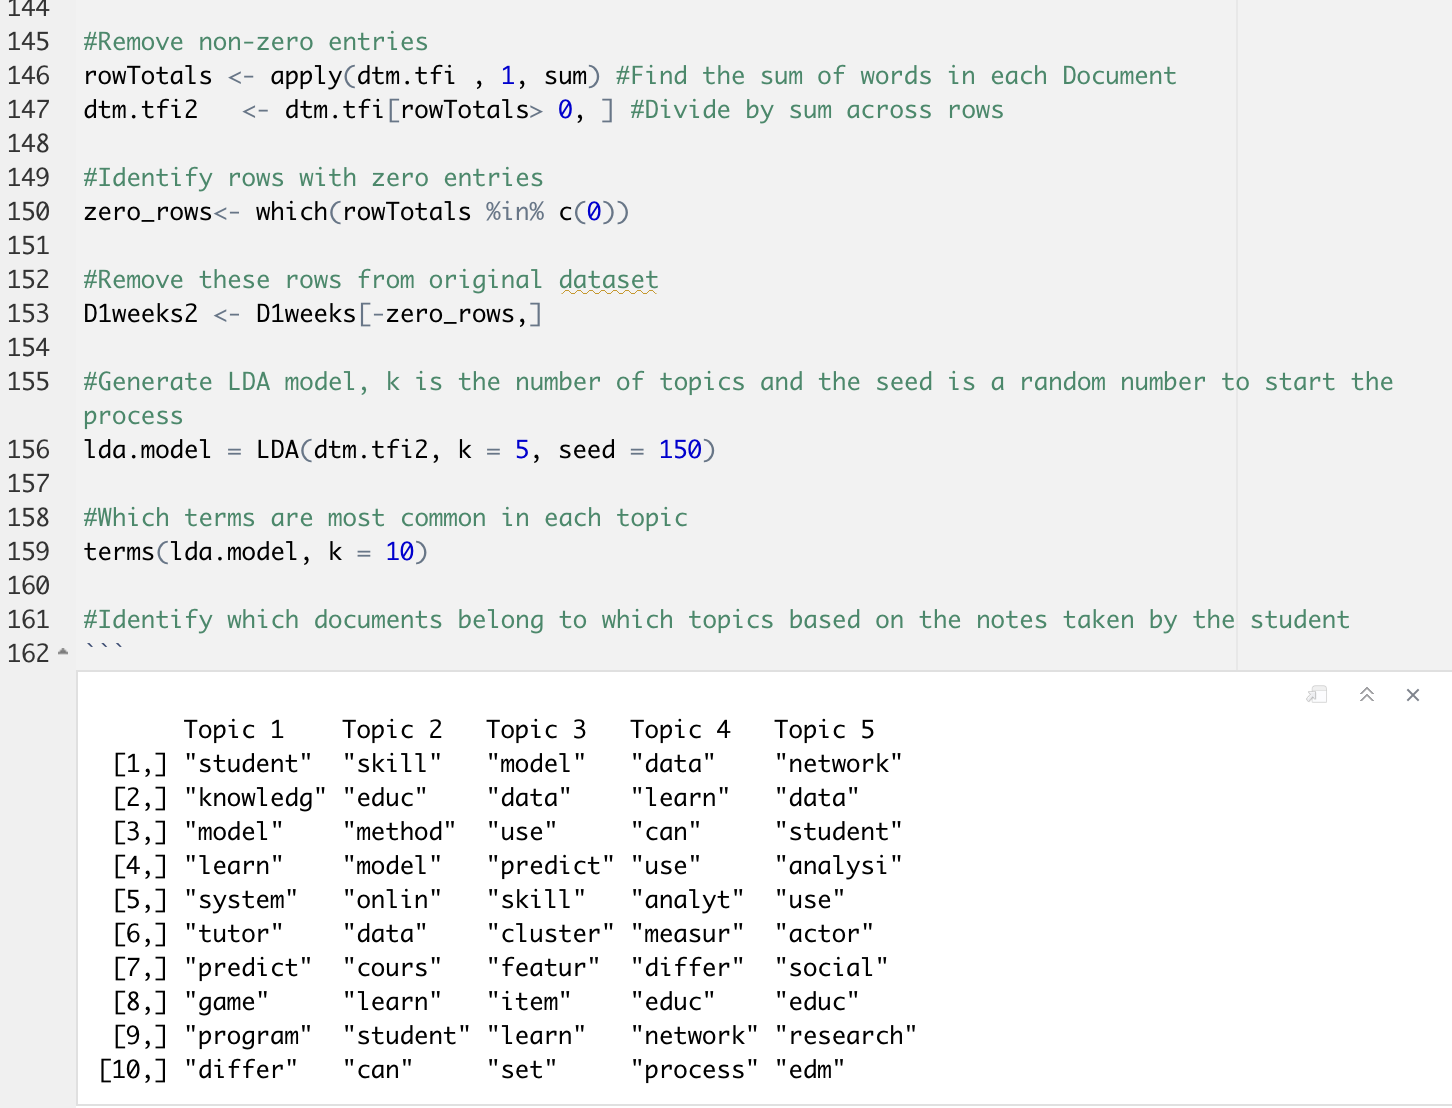 144
145 #Remove non-zero entries
146 rowTotals <- apply(dtm.tfi , 1, sum) #Find the sum of words in each Document
147 dtm.tfi2   <- dtm.tfi[rowTotals> 0, ] #Divide by sum across rows
148
149 #Identify rows with zero entries
150 zero_rows<- which(rowTotals %in% c(0))
151
152 #Remove these rows from original dataset
153 D1weeks2 <- D1weeks[-zero_rows,]
154
155 #Generate LDA model, k is the number of topics and the seed is a random number to start the
process
156 lda.model = LDA(dtm.tfi2, k = 5, seed = 150)
157
158 #Which terms are most common in each topic
159 terms(lda.model, k = 10)
160
161 #Identify which documents belong to which topics based on the notes taken by the student
162 ```
      Topic 1    Topic 2   Topic 3   Topic 4   Topic 5
 [1,] "student"  "skill"   "model"   "data"    "network"
 [2,] "knowledg" "educ"    "data"    "learn"   "data"
 [3,] "model"    "method"  "use"     "can"     "student"
 [4,] "learn"    "model"   "predict" "use"     "analysi"
 [5,] "system"   "onlin"   "skill"   "analyt"  "use"
 [6,] "tutor"    "data"    "cluster" "measur"  "actor"
 [7,] "predict"  "cours"   "featur"  "differ"  "social"
 [8,] "game"     "learn"   "item"    "educ"    "educ"
 [9,] "program"  "student" "learn"   "network" "research"
[10,] "differ"   "can"     "set"     "process" "edm"